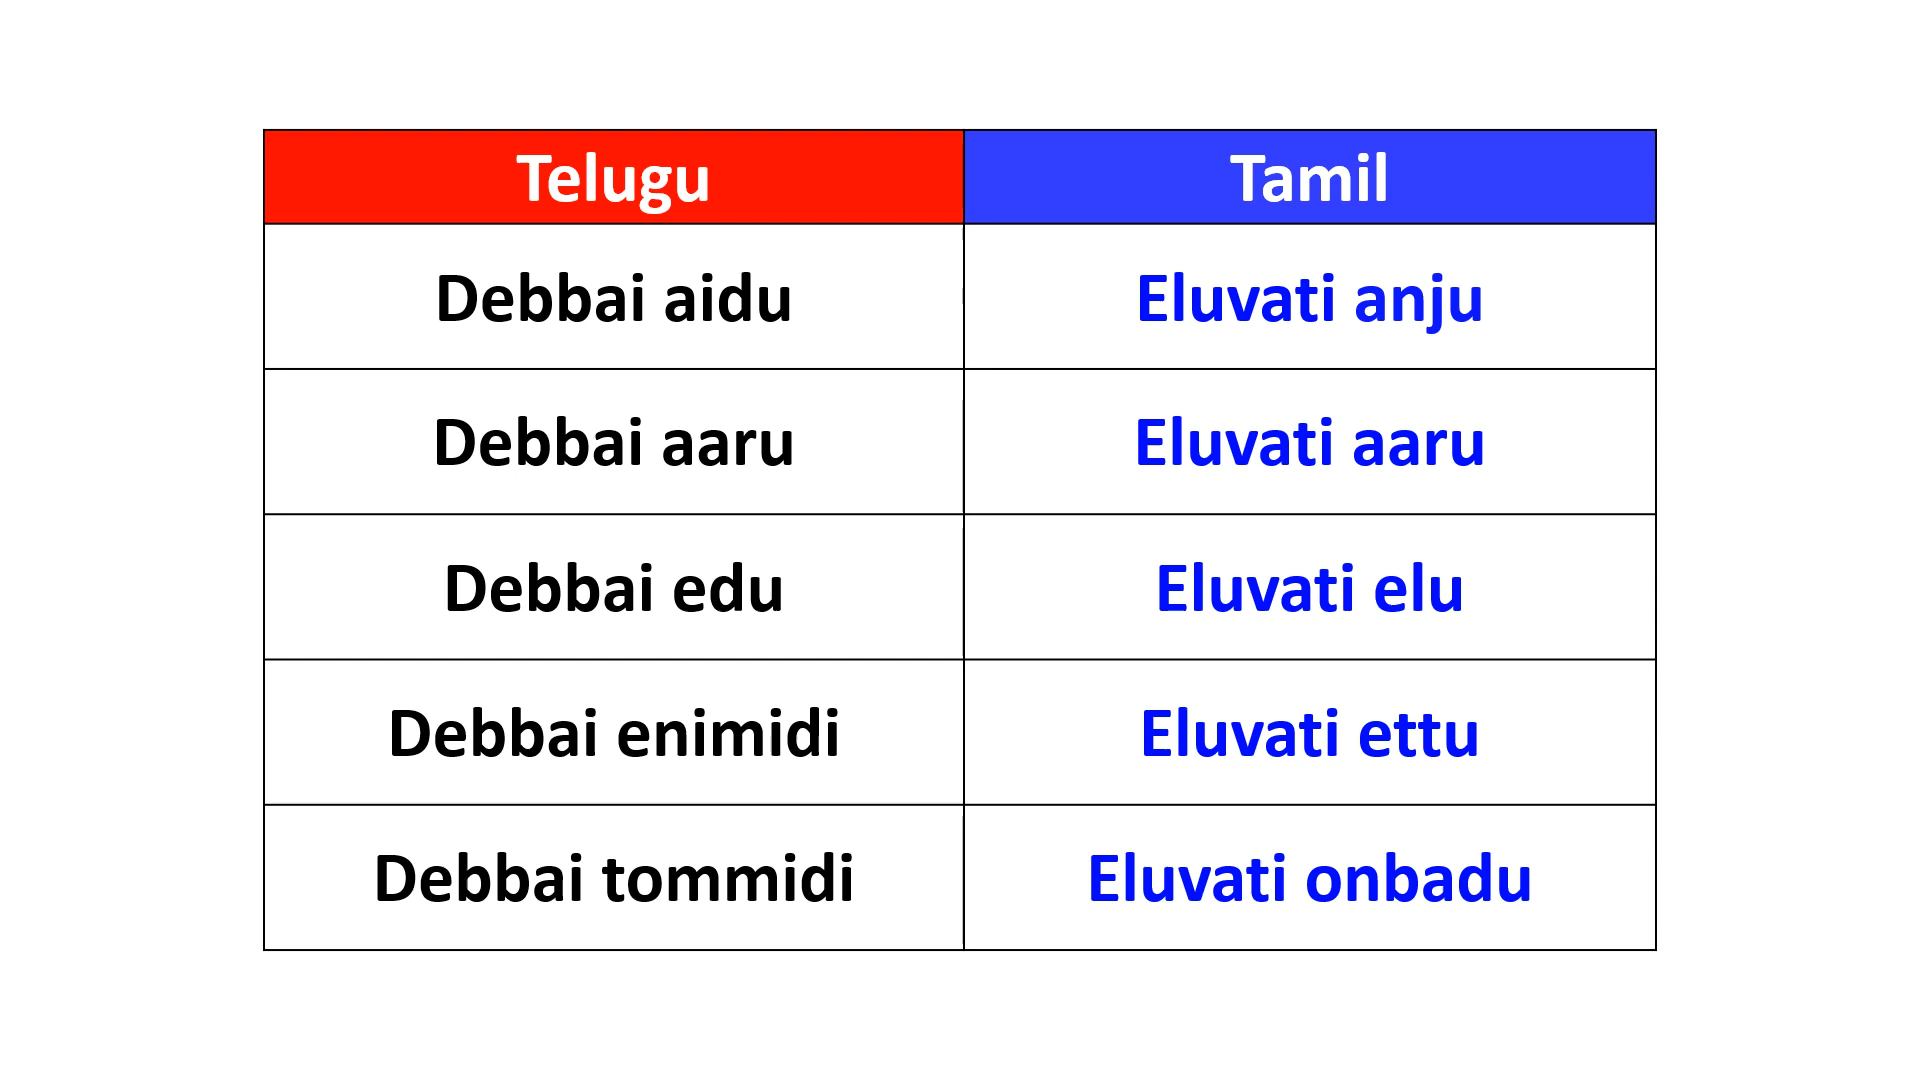 Telugu Tamil
Debbai aidu Eluvati anju
Debbai aaru Eluvati aaru
Debbai edu Eluvati elu
Debbai enimidi Eluvati ettu
Debbai tommidi Eluvati onbadu